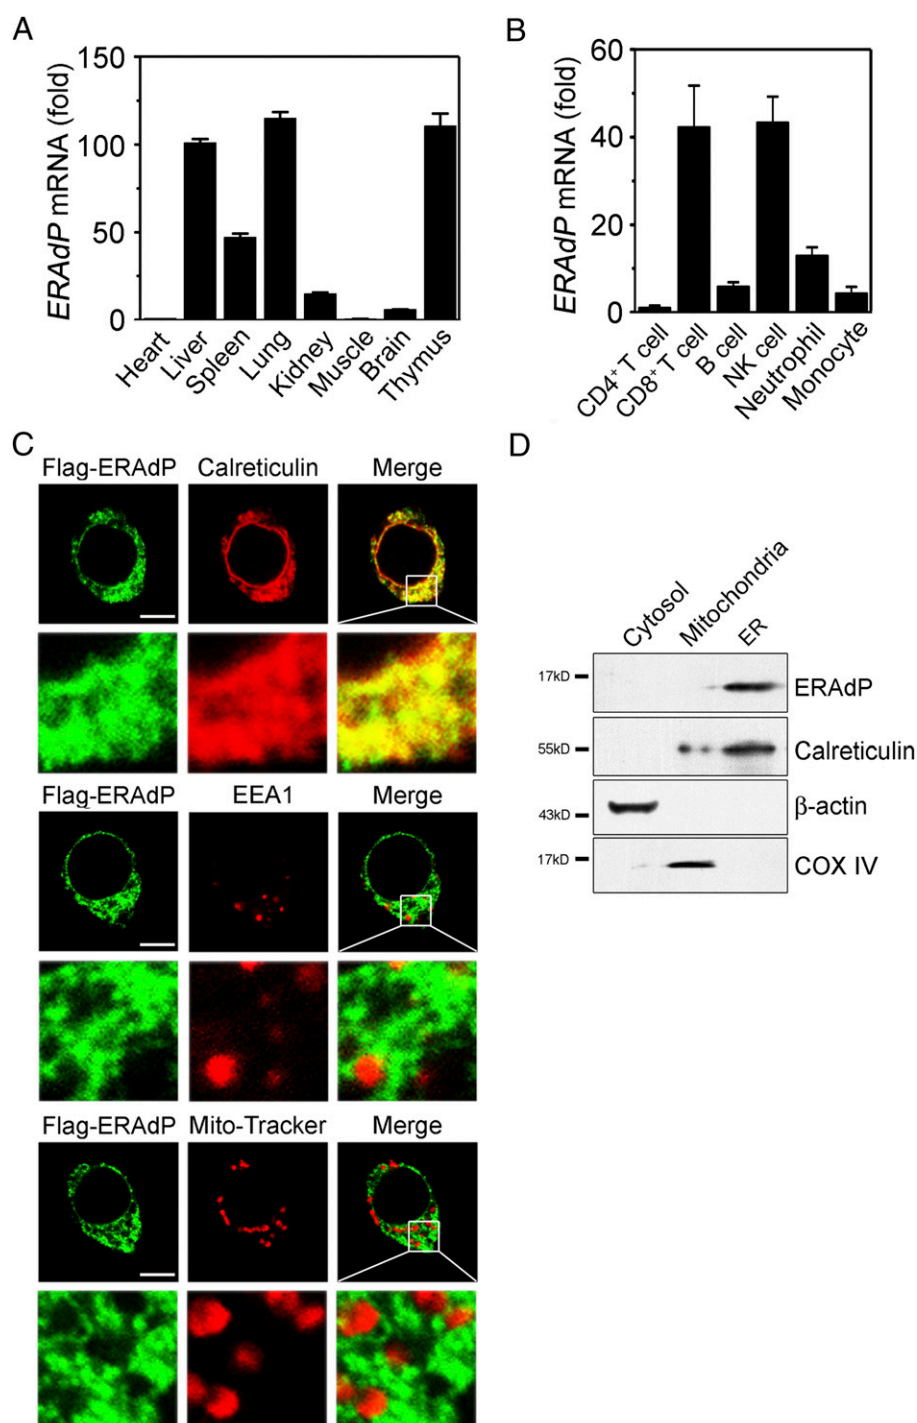 A
ERAdP mRNA (fold)
150
100
50
0
Heart
Liver
Spleen
Lung
Kidney
Muscle
Brain
Thymus
B
ERAdP mRNA (fold)
60
40
20
0
CD4⁺ T cell
CD8⁺ T cell
B cell
NK cell
Neutrophil
Monocyte
C
Flag-ERAdP Calreticulin Merge
Flag-ERAdP EEA1 Merge
Flag-ERAdP Mito-Tracker Merge
D
Cytosol
Mitochondria
ER
17kD ERAdP
55kD Calreticulin
43kD β-actin
17kD COX IV